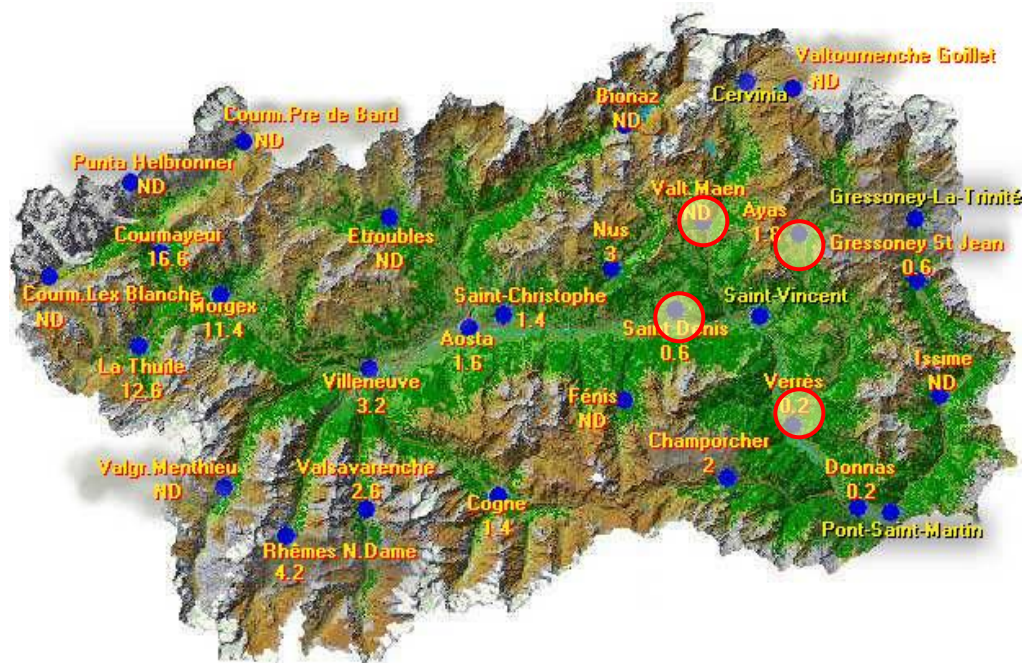 Valtournenche Goillet
ND
Cervinia
Bionaz
ND
Courm.Pre de Bard
ND
Punta Helbronner
ND
Valt.Maen
ND
Ayas
1.8
Gressoney-La-Trinité
Courmayeur
16.6
Etroubles
ND
Nus
3
Gressoney St Jean
0.6
Courm.Lex Blanche
ND
Morgex
11.4
Saint-Christophe
1.4
Saint-Vincent
Aosta
1.6
Saint-Denis
0.6
La Thuile
12.6
Villeneuve
3.2
Issime
ND
Fénis
ND
Verrès
0.2
Champorcher
2
Valgr.Menthieu
ND
Valsavarenche
2.6
Donnas
0.2
Cogne
1.4
Pont-Saint-Martin
Rhêmes N.Dame
4.2